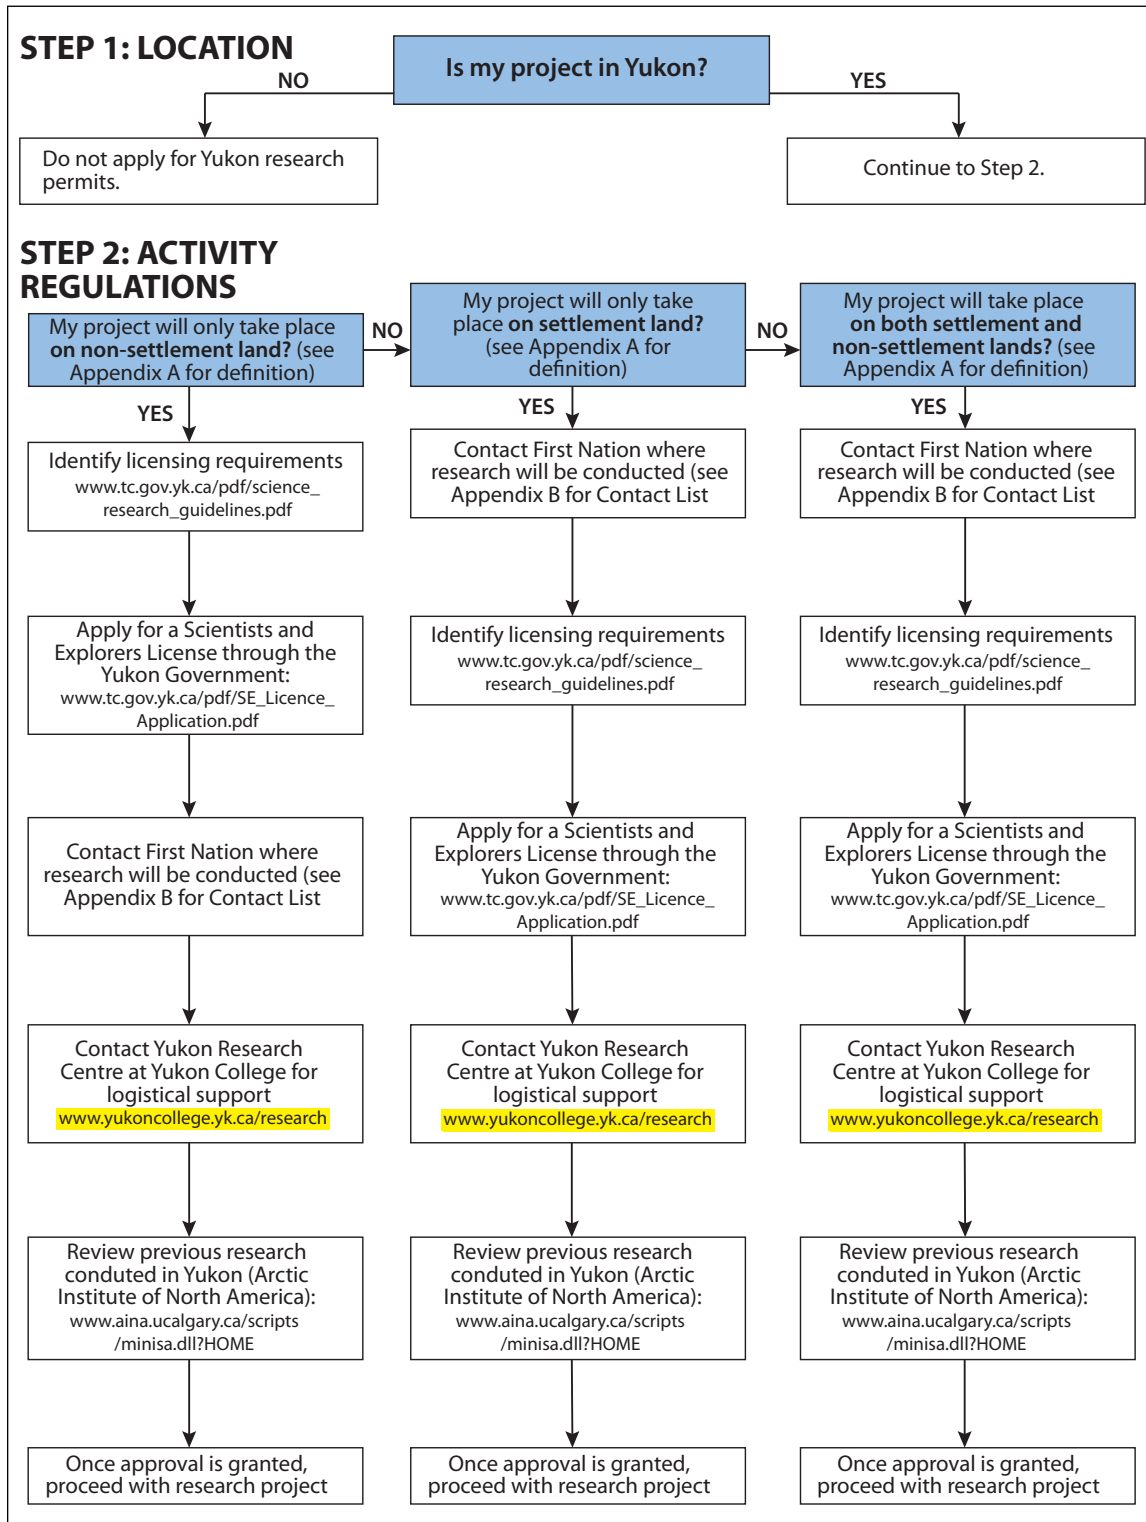 STEP 1: LOCATION
Is my project in Yukon?
NO
YES
Do not apply for Yukon research
permits.
Continue to Step 2.
STEP 2: ACTIVITY
REGULATIONS
My project will only take place
on non-settlement land? (see
Appendix A for definition)
NO
My project will only take
place on settlement land?
(see Appendix A for
definition)
NO
My project will take place
on both settlement and
non-settlement lands? (see
Appendix A for definition)
YES
Identify licensing requirements
www.tc.gov.yk.ca/pdf/science_
research_guidelines.pdf
Apply for a Scientists and
Explorers License through the
Yukon Government:
www.tc.gov.yk.ca/pdf/SE_Licence_
Application.pdf
Contact First Nation where
research will be conducted (see
Appendix B for Contact List
Contact Yukon Research
Centre at Yukon College for
logistical support
www.yukoncollege.yk.ca/research
Review previous research
conduted in Yukon (Arctic
Institute of North America):
www.aina.ucalgary.ca/scripts
/minisa.dll?HOME
Once approval is granted,
proceed with research project
YES
Contact First Nation where
research will be conducted (see
Appendix B for Contact List
Identify licensing requirements
www.tc.gov.yk.ca/pdf/science_
research_guidelines.pdf
Apply for a Scientists and
Explorers License through the
Yukon Government:
www.tc.gov.yk.ca/pdf/SE_Licence_
Application.pdf
Contact Yukon Research
Centre at Yukon College for
logistical support
www.yukoncollege.yk.ca/research
Review previous research
conduted in Yukon (Arctic
Institute of North America):
www.aina.ucalgary.ca/scripts
/minisa.dll?HOME
Once approval is granted,
proceed with research project
YES
Contact First Nation where
research will be conducted (see
Appendix B for Contact List
Identify licensing requirements
www.tc.gov.yk.ca/pdf/science_
research_guidelines.pdf
Apply for a Scientists and
Explorers License through the
Yukon Government:
www.tc.gov.yk.ca/pdf/SE_Licence_
Application.pdf
Contact Yukon Research
Centre at Yukon College for
logistical support
www.yukoncollege.yk.ca/research
Review previous research
conduted in Yukon (Arctic
Institute of North America):
www.aina.ucalgary.ca/scripts
/minisa.dll?HOME
Once approval is granted,
proceed with research project